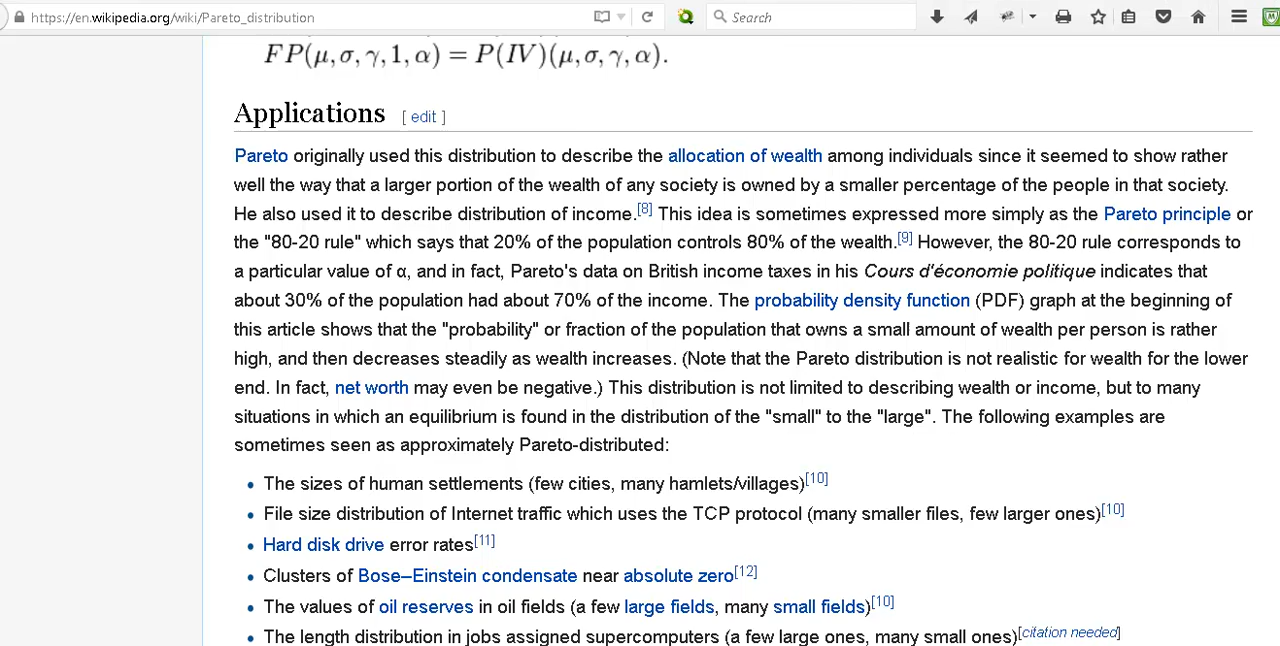 https://en.wikipedia.org/wiki/Pareto_distribution
Search
FP(μ, σ, γ, 1, α) = P(IV)(μ, σ, γ, α).
Applications [ edit ]
Pareto originally used this distribution to describe the allocation of wealth among individuals since it seemed to show rather
well the way that a larger portion of the wealth of any society is owned by a smaller percentage of the people in that society.
He also used it to describe distribution of income.[8] This idea is sometimes expressed more simply as the Pareto principle or
the "80-20 rule" which says that 20% of the population controls 80% of the wealth.[9] However, the 80-20 rule corresponds to
a particular value of α, and in fact, Pareto's data on British income taxes in his Cours d'économie politique indicates that
about 30% of the population had about 70% of the income. The probability density function (PDF) graph at the beginning of
this article shows that the "probability" or fraction of the population that owns a small amount of wealth per person is rather
high, and then decreases steadily as wealth increases. (Note that the Pareto distribution is not realistic for wealth for the lower
end. In fact, net worth may even be negative.) This distribution is not limited to describing wealth or income, but to many
situations in which an equilibrium is found in the distribution of the "small" to the "large". The following examples are
sometimes seen as approximately Pareto-distributed:
• The sizes of human settlements (few cities, many hamlets/villages)[10]
• File size distribution of Internet traffic which uses the TCP protocol (many smaller files, few larger ones)[10]
• Hard disk drive error rates[11]
• Clusters of Bose–Einstein condensate near absolute zero[12]
• The values of oil reserves in oil fields (a few large fields, many small fields)[10]
• The length distribution in jobs assigned supercomputers (a few large ones, many small ones)[citation needed]